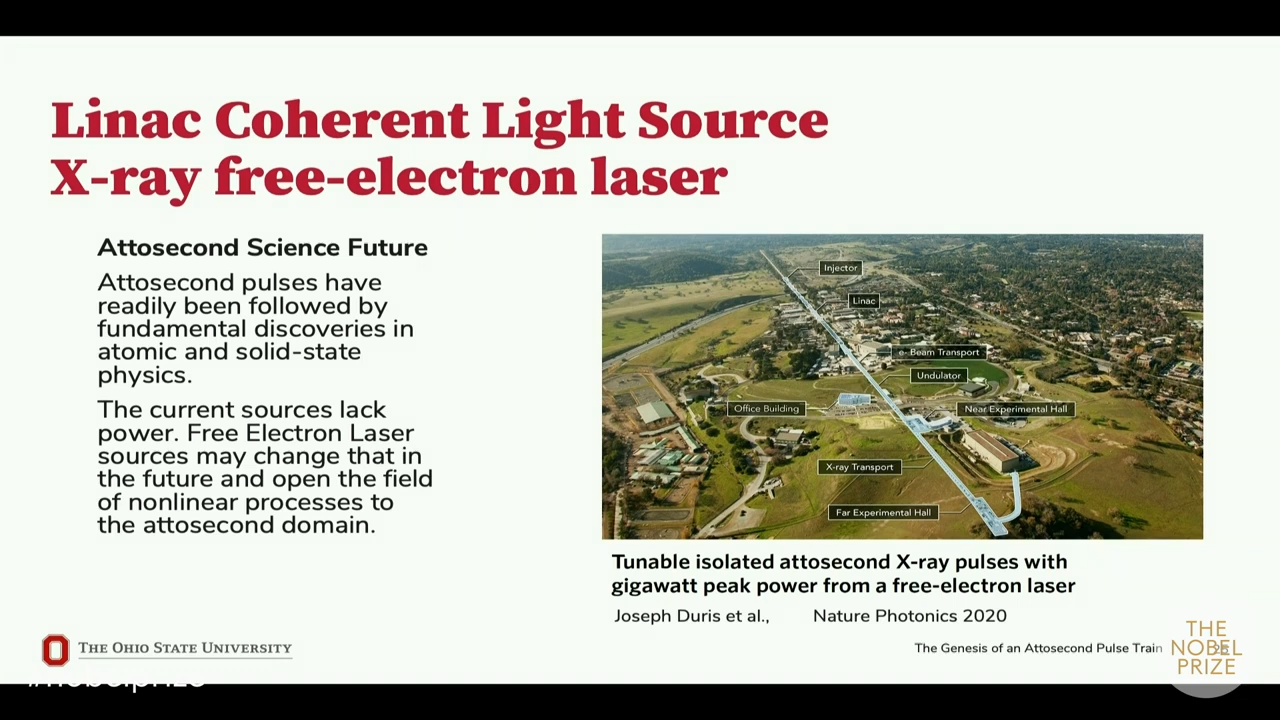 Linac Coherent Light Source
X-ray free-electron laser
Attosecond Science Future
Attosecond pulses have
readily been followed by
fundamental discoveries in
atomic and solid-state
physics.
The current sources lack
power. Free Electron Laser
sources may change that in
the future and open the field
of nonlinear processes to
the attosecond domain.
Injector
Linac
e- Beam Transport
Undulator
Office Building
Near Experimental Hall
X-ray Transport
Far Experimental Hall
Tunable isolated attosecond X-ray pulses with
gigawatt peak power from a free-electron laser
Joseph Duris et al., Nature Photonics 2020
The Ohio State University
The Genesis of an Attosecond Pulse Train
THE
NOBEL
PRIZE
#nobelprize